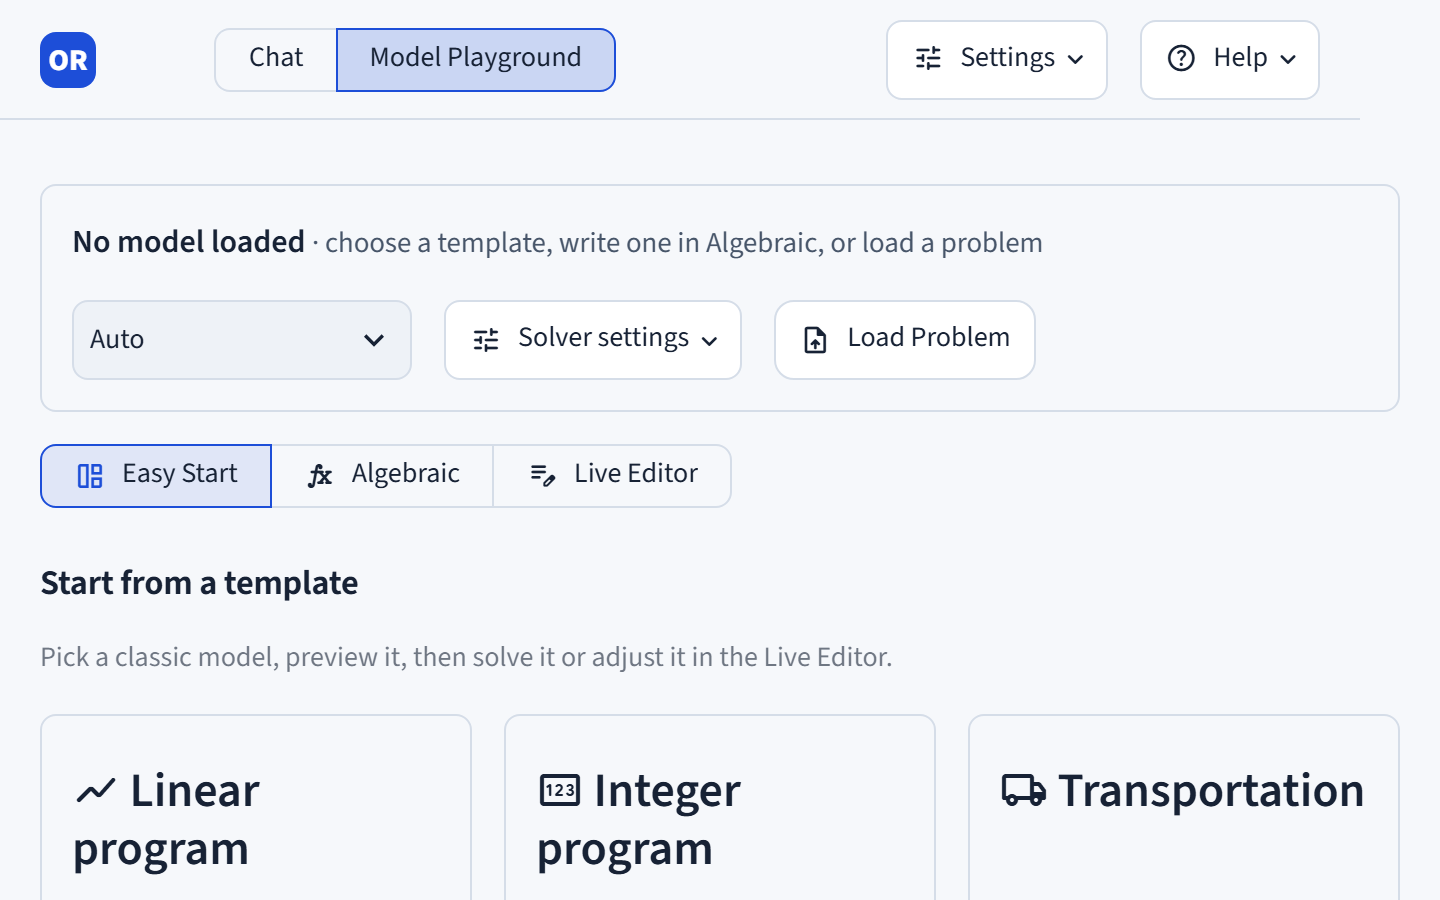 OR
Chat
Model Playground
Settings
Help
No model loaded · choose a template, write one in Algebraic, or load a problem
Auto
Solver settings
Load Problem
Easy Start
Algebraic
Live Editor
Start from a template
Pick a classic model, preview it, then solve it or adjust it in the Live Editor.
Linear
program
123 Integer
program
Transportation